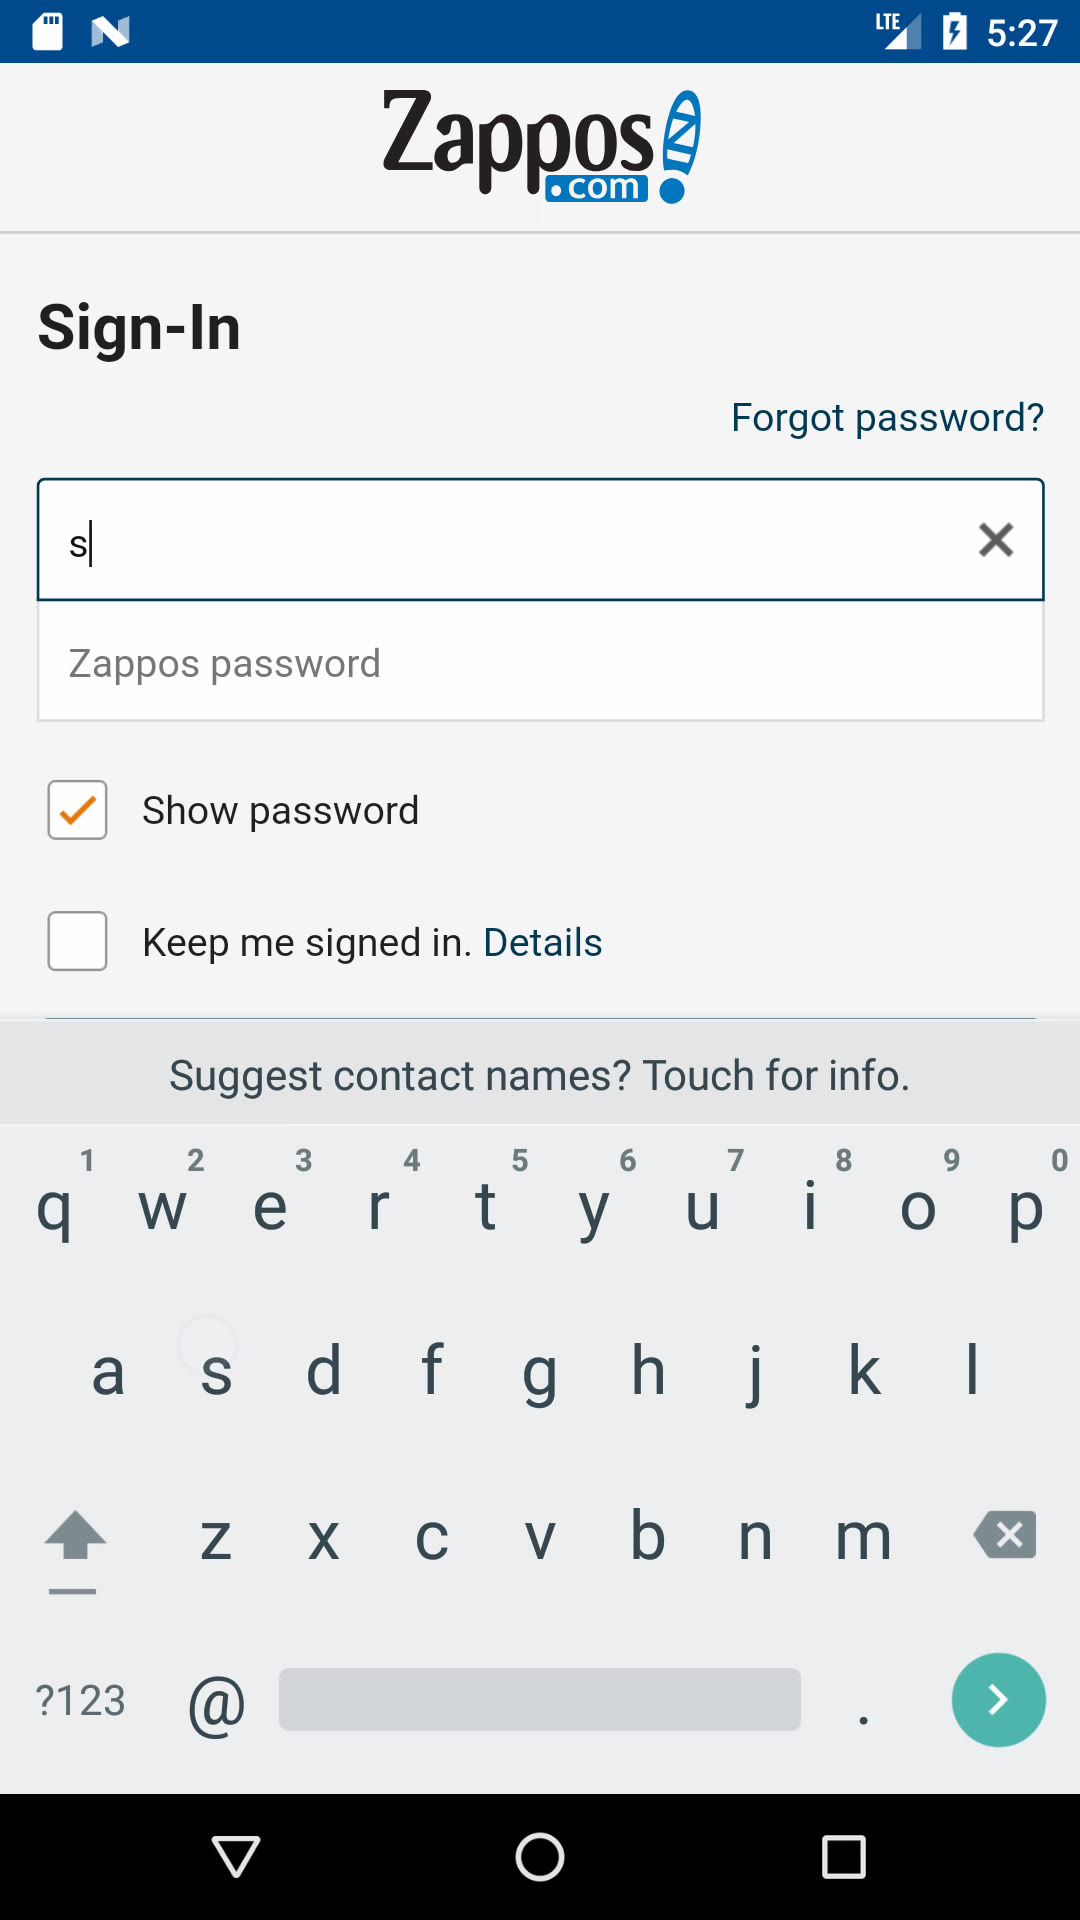 LTE 5:27
Zappos
.com
Sign-In
Forgot password?
s
Zappos password
Show password
Keep me signed in. Details
Suggest contact names? Touch for info.
1 2 3 4 5 6 7 8 9 0
q w e r t y u i o p
a s d f g h j k l
z x c v b n m
?123 @ .